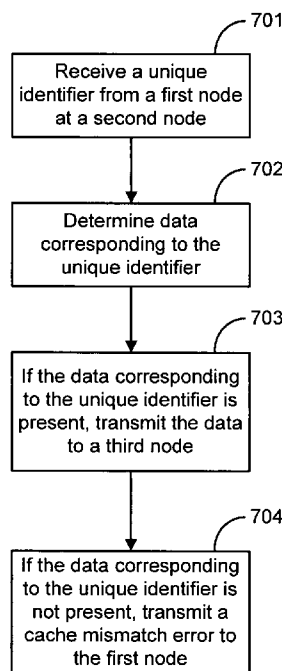 701
Receive a unique
identifier from a first node
at a second node
702
Determine data
corresponding to the
unique identifier
703
If the data corresponding
to the unique identifier is
present, transmit the data
to a third node
704
If the data corresponding
to the unique identifier is
not present, transmit a
cache mismatch error to
the first node